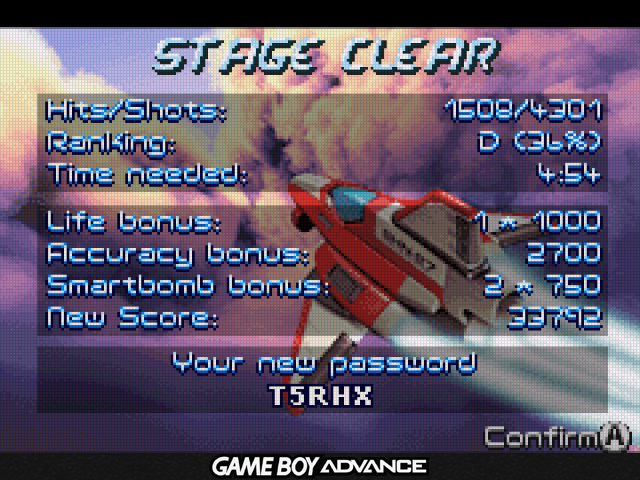 STAGE CLEAR
Hits/Shots: 1508/4301
Ranking: D (36%)
Time needed: 4:54
Life bonus: 1 * 1000
Accuracy bonus: 2700
Smartbomb bonus: 2 * 750
New Score: 33792
Your new password
T5RHX
Confirm A
GAME BOY ADVANCE